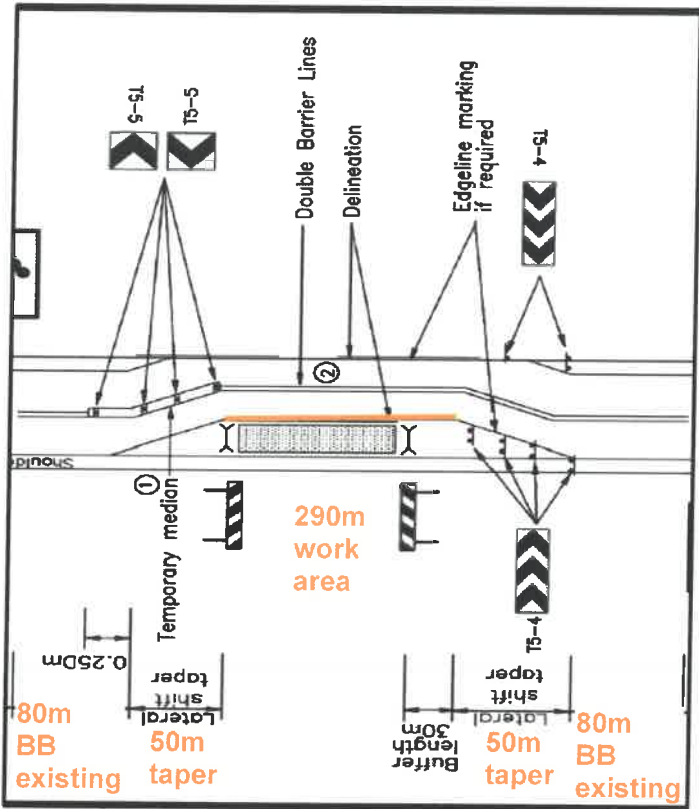 T5-5
T5-5
Double Barrier Lines
Delineation
Edgeline marking
if required
T5-4
②
Shoul
①
Temporary median
290m
work
area
T5-4
0.25Dm
Lateral
shift
taper
Buffer
length
30m
Lateral
shift
taper
80m
BB
existing
50m
taper
50m
taper
80m
BB
existing